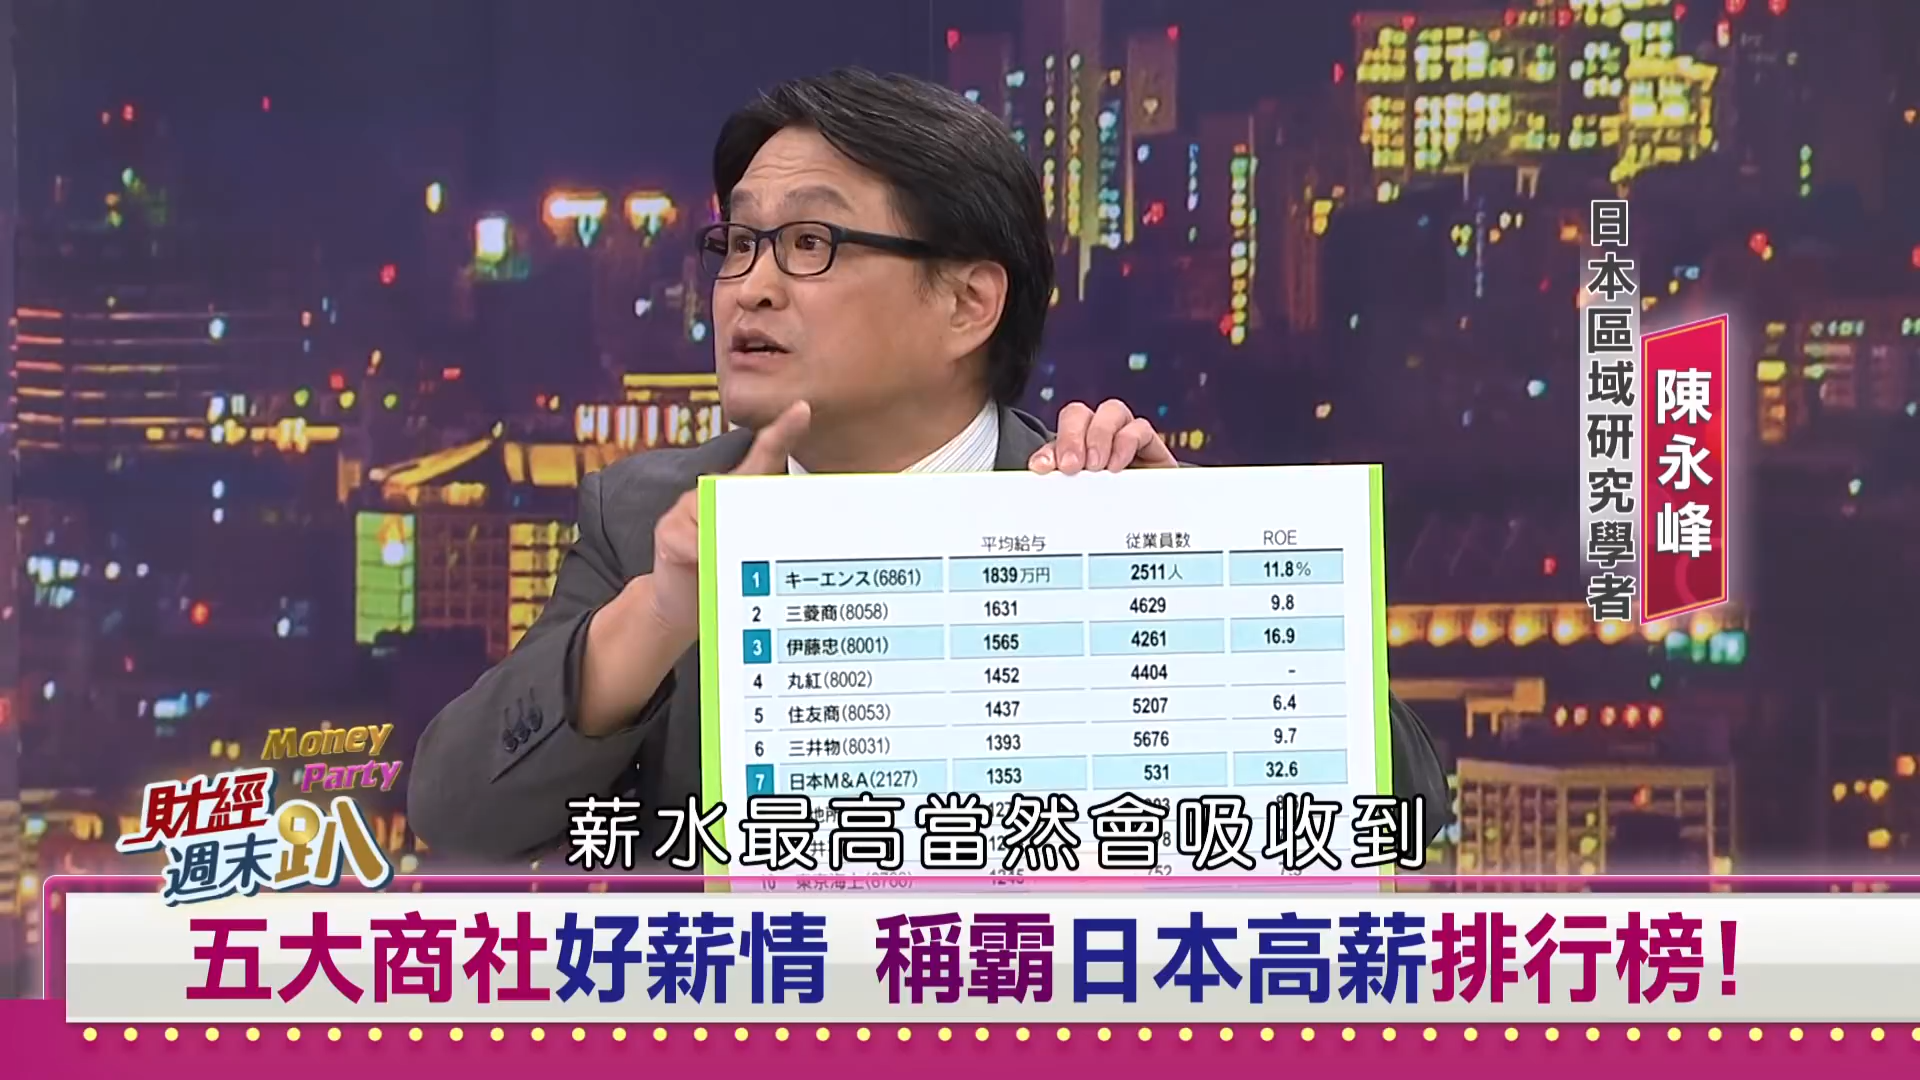 日本區域研究學者
陳永峰
平均給与 従業員数 ROE
1 キーエンス(6861) 1839万円 2511人 11.8%
2 三菱商(8058) 1631 4629 9.8
3 伊藤忠(8001) 1565 4261 16.9
4 丸紅(8002) 1452 4404 -
5 住友商(8053) 1437 5207 6.4
6 三井物(8031) 1393 5676 9.7
7 日本M&A(2127) 1353 531 32.6
Money
Party
財經
週末趴
薪水最高當然會吸收到
五大商社好薪情 稱霸日本高薪排行榜!